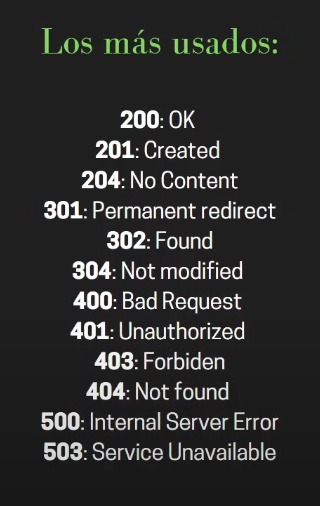 Los más usados:
200: OK
201: Created
204: No Content
301: Permanent redirect
302: Found
304: Not modified
400: Bad Request
401: Unauthorized
403: Forbiden
404: Not found
500: Internal Server Error
503: Service Unavailable